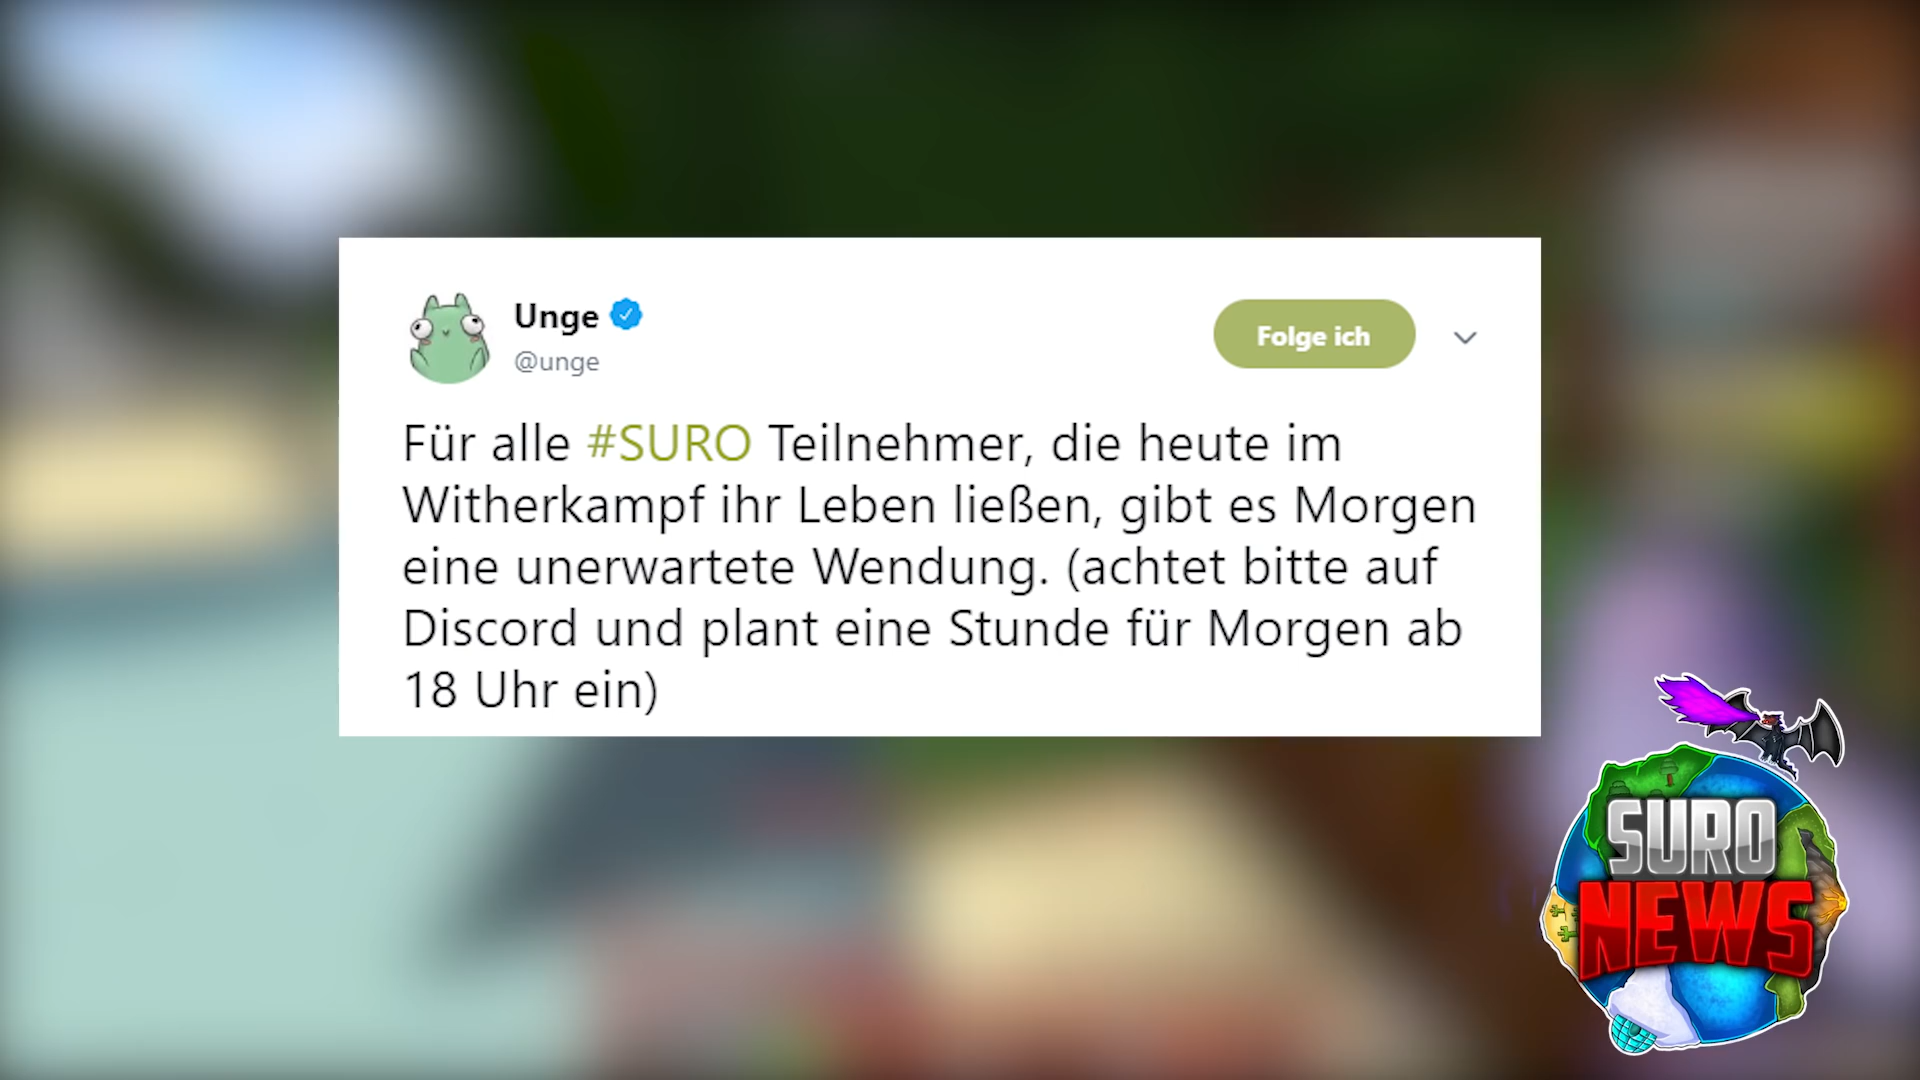 Unge
@unge
Folge ich
Für alle #SURO Teilnehmer, die heute im
Witherkampf ihr Leben ließen, gibt es Morgen
eine unerwartete Wendung. (achtet bitte auf
Discord und plant eine Stunde für Morgen ab
18 Uhr ein)
SURO
NEWS